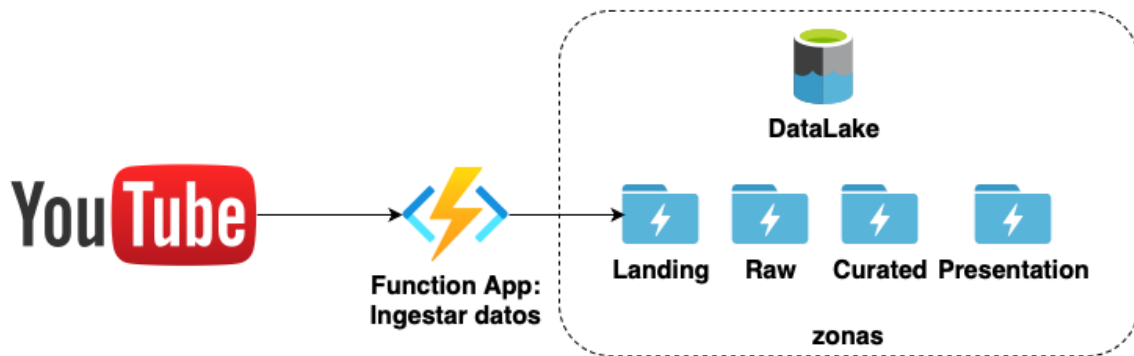 DataLake
YouTube
Landing Raw Curated Presentation
Function App:
Ingestar datos
zonas